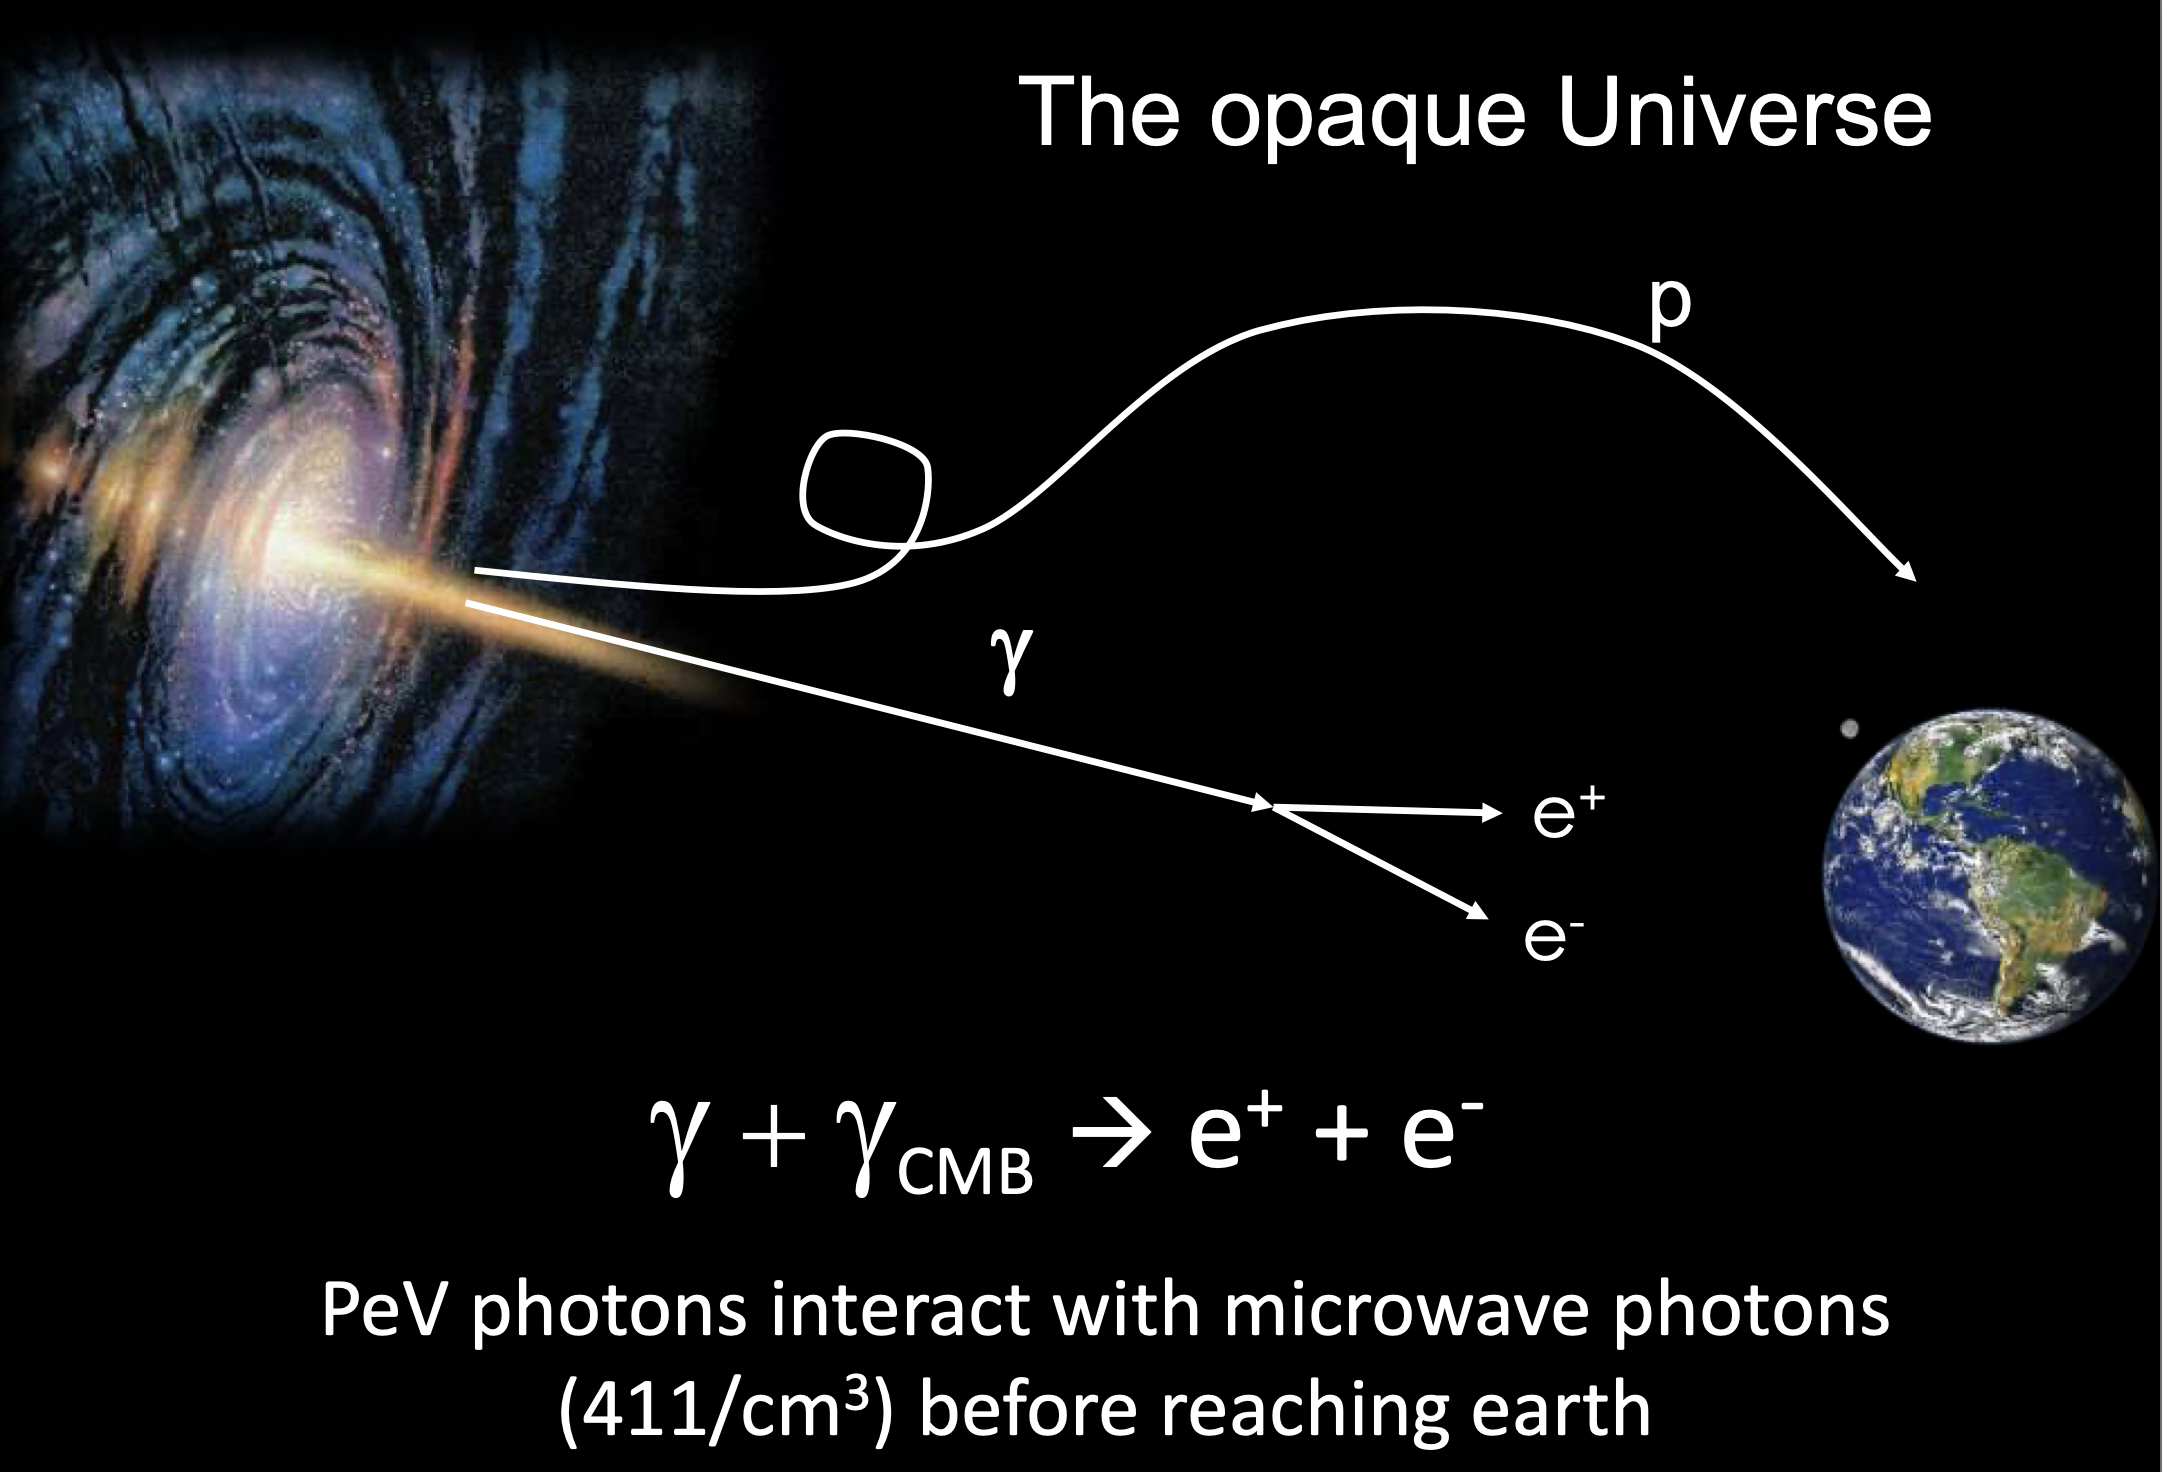 The opaque Universe
p
γ
e⁺
e⁻
γ + γ_CMB → e⁺ + e⁻
PeV photons interact with microwave photons
(411/cm³) before reaching earth